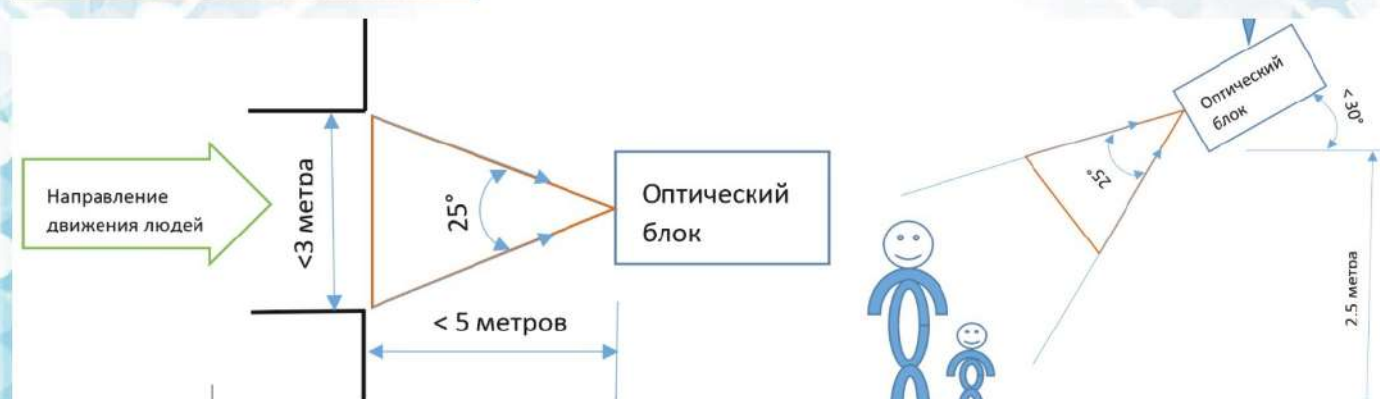 Направление
движения людей
<3 метра
25°
< 5 метров
Оптический
блок
Оптический
блок
25°
< 30°
2.5 метра